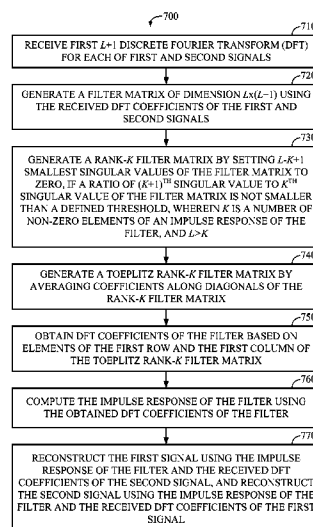 700
710
RECEIVE FIRST L+1 DISCRETE FOURIER TRANSFORM (DFT)
FOR EACH OF FIRST AND SECOND SIGNALS
720
GENERATE A FILTER MATRIX OF DIMENSION Lx(L−1) USING
THE RECEIVED DFT COEFFICIENTS OF THE FIRST AND
SECOND SIGNALS
730
GENERATE A RANK-K FILTER MATRIX BY SETTING L-K+1
SMALLEST SINGULAR VALUES OF THE FILTER MATRIX TO
ZERO, IF A RATIO OF (K+1)TH SINGULAR VALUE TO KTH
SINGULAR VALUE OF THE FILTER MATRIX IS NOT SMALLER
THAN A DEFINED THRESHOLD, WHEREIN K IS A NUMBER OF
NON-ZERO ELEMENTS OF AN IMPULSE RESPONSE OF THE
FILTER, AND L>K
740
GENERATE A TOEPLITZ RANK-K FILTER MATRIX BY
AVERAGING COEFFICIENTS ALONG DIAGONALS OF THE
RANK-K FILTER MATRIX
750
OBTAIN DFT COEFFICIENTS OF THE FILTER BASED ON
ELEMENTS OF THE FIRST ROW AND THE FIRST COLUMN OF
THE TOEPLITZ RANK-K FILTER MATRIX
760
COMPUTE THE IMPULSE RESPONSE OF THE FILTER USING
THE OBTAINED DFT COEFFICIENTS OF THE FILTER
770
RECONSTRUCT THE FIRST SIGNAL USING THE IMPULSE
RESPONSE OF THE FILTER AND THE RECEIVED DFT
COEFFICIENTS OF THE SECOND SIGNAL, AND RECONSTRUCT
THE SECOND SIGNAL USING THE IMPULSE RESPONSE OF THE
FILTER AND THE RECEIVED DFT COEFFICIENTS OF THE FIRST
SIGNAL